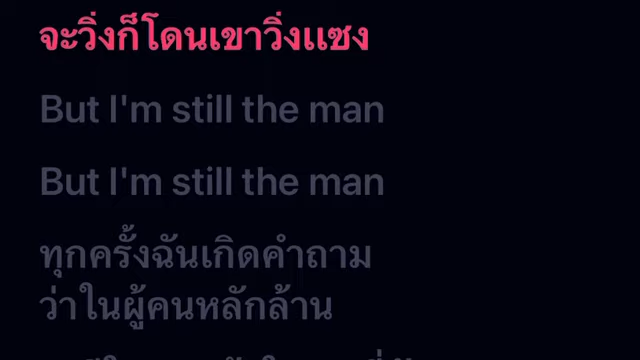 จะวิ่งก็โดนเขาวิ่งแซง
But I'm still the man
But I'm still the man
ทุกครั้งฉันเกิดคำถาม
ว่าในผู้คนหลักล้าน